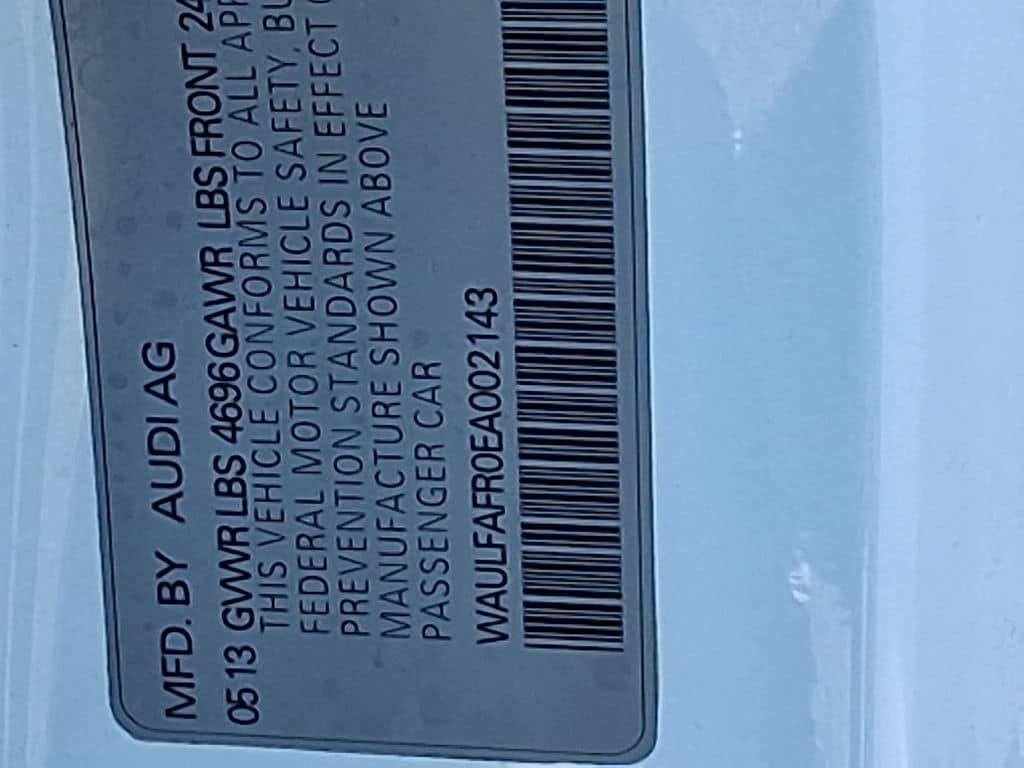 MFD. BY AUDI AG
05 13 GVWR LBS 4696 GAWR LBS FRONT 24
THIS VEHICLE CONFORMS TO ALL APP
FEDERAL MOTOR VEHICLE SAFETY, BU
PREVENTION STANDARDS IN EFFECT
MANUFACTURE SHOWN ABOVE
PASSENGER CAR
WAULFAFR0EA002143